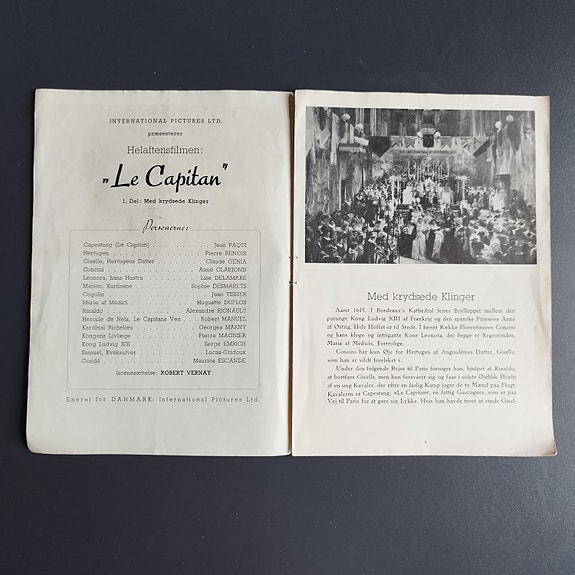 INTERNATIONAL PICTURES LTD.
præsenterer
Helaftensfilmen:
„Le Capitan"
1. Del: Med krydsede Klinger
Personerne:
Capestang (Le Capitan) . . . . . . Jean PAQUI
Hertugen . . . . . . Pierre RENOIR
Giselle, Hertugens Datter . . . . . . Claude GENIA
Concini . . . . . . Aimé CLARIOND
Leonora, hans Hustru . . . . . . Lise DELAMARE
Marion, Kurtisane . . . . . . Sophie DESMARETS
Cogolin . . . . . . Jean TISSIER
Marie af Médici . . . . . . Huguette DUFLOS
Rinaldo . . . . . . Alexandre RIGNAULT
Hercule de Nels, Le Capitans Ven . . . Robert MANUEL
Kardinal Richelieu . . . . . . Georges MARNY
Kongens Livlæge . . . . . . Pierre MAGNIER
Kong Ludvig XIII . . . . . . Serge EMRICH
Samuel, Kvaksalver . . . . . . Lucas-Gridoux
Condé . . . . . . Maurice ESCANDE
Iscenesættelse: ROBERT VERNAY
Eneret for DANMARK: International Pictures Ltd.
Med krydsede Klinger
Aaret 1615. I Bordeaux's Kathedral fejres Brylluppet mellem den
purunge Kong Ludvig XIII af Frankrig og den spanske Prinsesse Anne
af Østrig. Hele Hoffet er til Stede. I første Række Florentineren Concini
og hans kloge og intrigante Kone Leonora, der begge er Regentinden,
Maria af Médicis, Fortrolige.
Concini har kun Øje for Hertugen af Angoulêmes Datter, Giselle,
som han er vildt forelsket i.
Under den følgende Rejse til Paris forsøger han, hjulpet af Rinaldo,
at bortføre Giselle, men hun forsvarer sig og faar i sidste Øjeblik Hjælp
af en ung Kavaler, der efter en farlig Kamp jager de to Mænd paa Flugt.
Kavaleren er Capestang, »Le Capitan«, en fattig Gascogner, som er paa
Vej til Paris for at gøre sin Lykke. Hvis han havde tøvet at vinde Gisel-